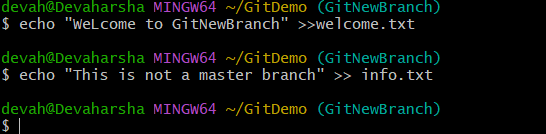 devah@Devaharsha MINGW64 ~/GitDemo (GitNewBranch)
$ echo "WeLcome to GitNewBranch" >>welcome.txt
devah@Devaharsha MINGW64 ~/GitDemo (GitNewBranch)
$ echo "This is not a master branch" >> info.txt
devah@Devaharsha MINGW64 ~/GitDemo (GitNewBranch)
$